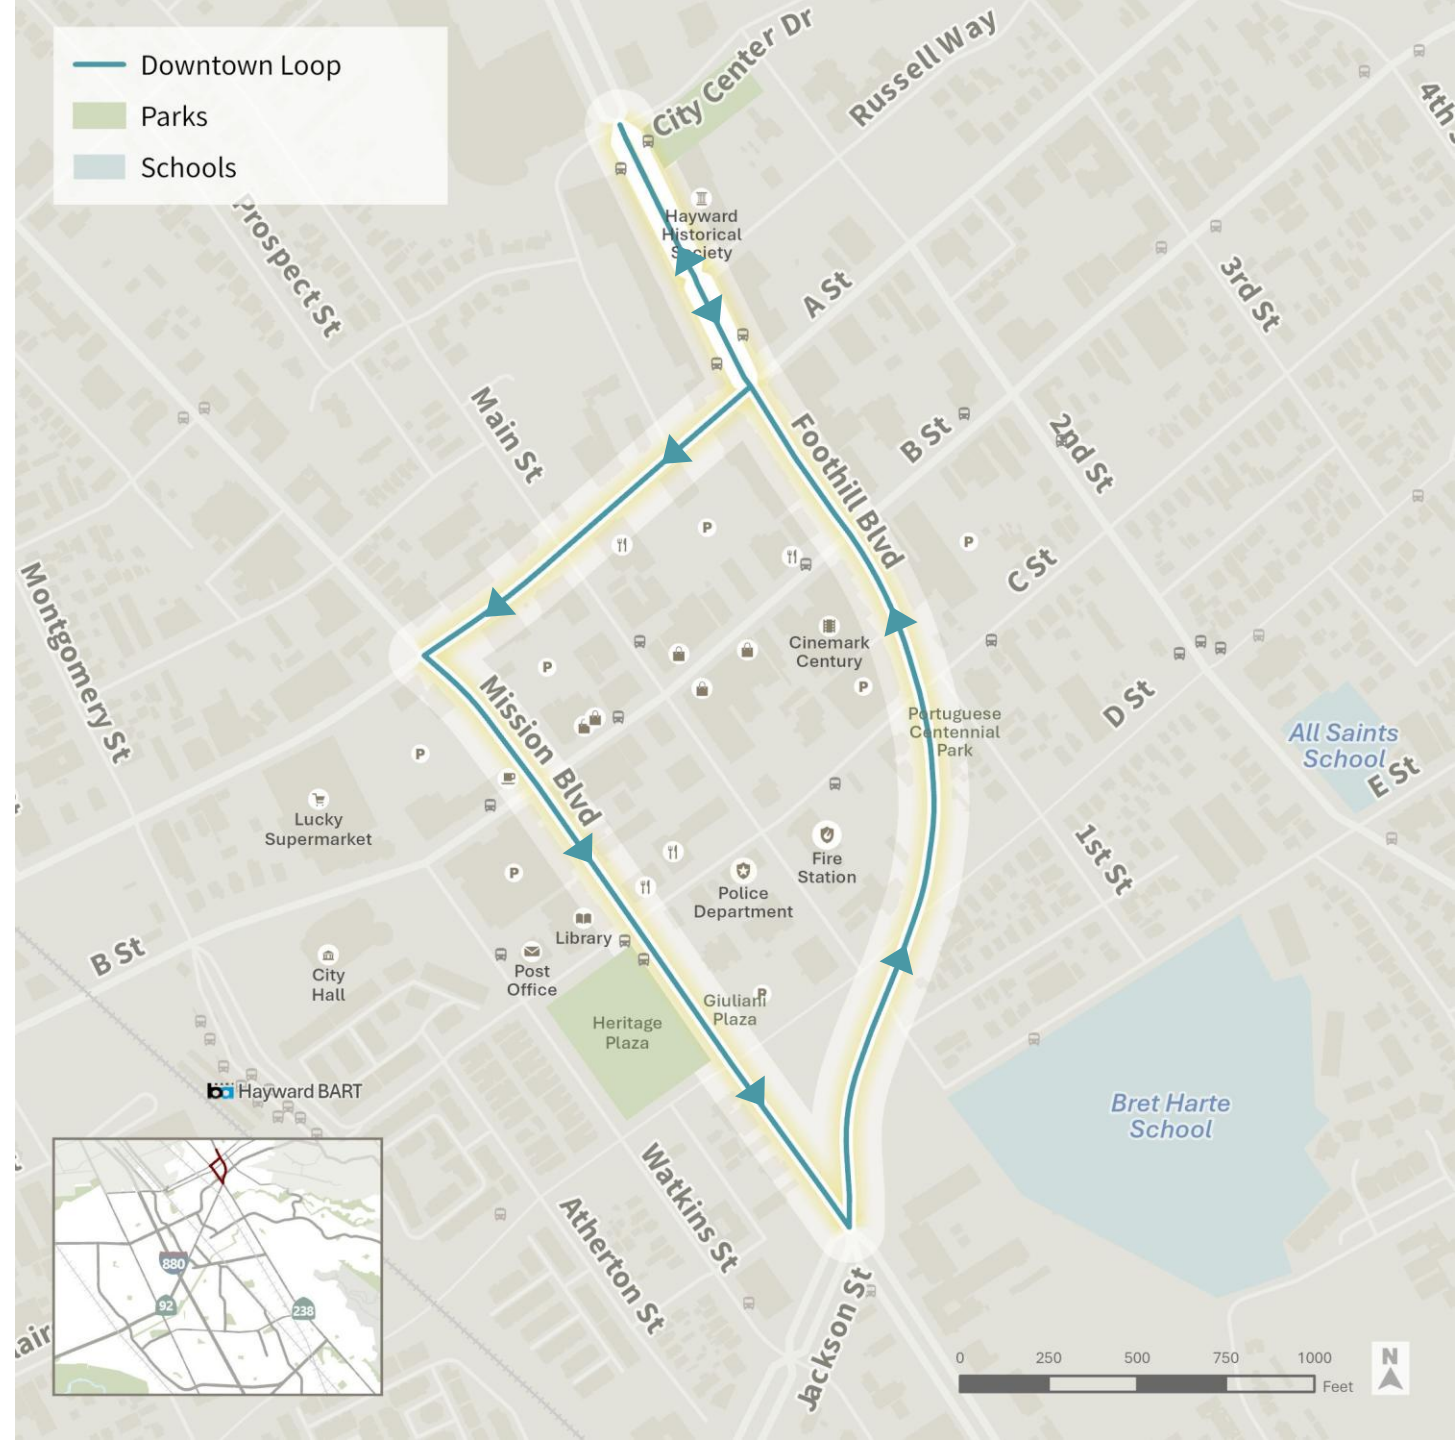 Downtown Loop
Parks
Schools
City Center Dr
Russell Way
4th
Prospect St
Hayward
Historical
Society
A St
3rd St
Main St
Foothill Blvd
B St
2nd St
P
P
C St
Montgomery St
Cinemark
Century
P
P
Mission Blvd
D St
Portuguese
Centennial
Park
All Saints
School
E St
P
Lucky
Supermarket
1st St
Fire
Station
P
Police
Department
Library
B St
City
Hall
Post
Office
Giuliani
Plaza
P
Heritage
Plaza
ba Hayward BART
Bret Harte
School
Watkins St
Atherton St
Jackson St
880
92
238
0 250 500 750 1000
Feet
N